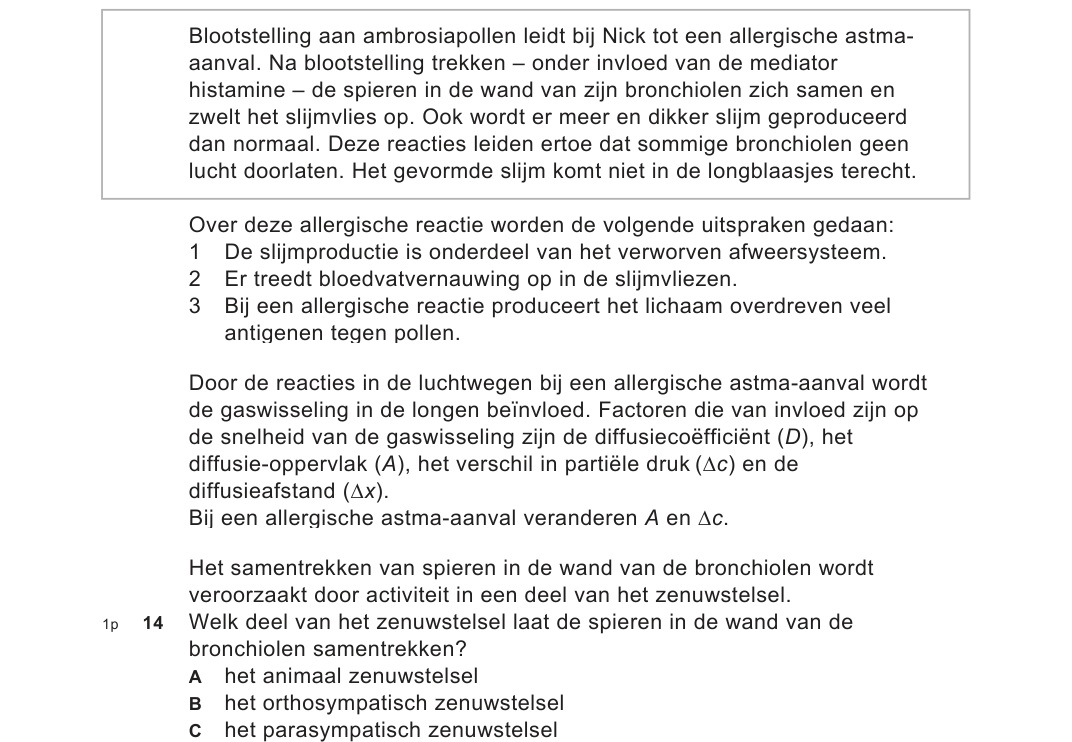 Blootstelling aan ambrosiapollen leidt bij Nick tot een allergische astma-
aanval. Na blootstelling trekken – onder invloed van de mediator
histamine – de spieren in de wand van zijn bronchiolen zich samen en
zwelt het slijmvlies op. Ook wordt er meer en dikker slijm geproduceerd
dan normaal. Deze reacties leiden ertoe dat sommige bronchiolen geen
lucht doorlaten. Het gevormde slijm komt niet in de longblaasjes terecht.
Over deze allergische reactie worden de volgende uitspraken gedaan:
1 De slijmproductie is onderdeel van het verworven afweersysteem.
2 Er treedt bloedvatvernauwing op in de slijmvliezen.
3 Bij een allergische reactie produceert het lichaam overdreven veel
antigenen tegen pollen.
Door de reacties in de luchtwegen bij een allergische astma-aanval wordt
de gaswisseling in de longen beïnvloed. Factoren die van invloed zijn op
de snelheid van de gaswisseling zijn de diffusiecoëfficiënt (D), het
diffusie-oppervlak (A), het verschil in partiële druk (Δc) en de
diffusieafstand (Δx).
Bij een allergische astma-aanval veranderen A en Δc.
Het samentrekken van spieren in de wand van de bronchiolen wordt
veroorzaakt door activiteit in een deel van het zenuwstelsel.
1p 14 Welk deel van het zenuwstelsel laat de spieren in de wand van de
bronchiolen samentrekken?
A het animaal zenuwstelsel
B het orthosympatisch zenuwstelsel
C het parasympatisch zenuwstelsel